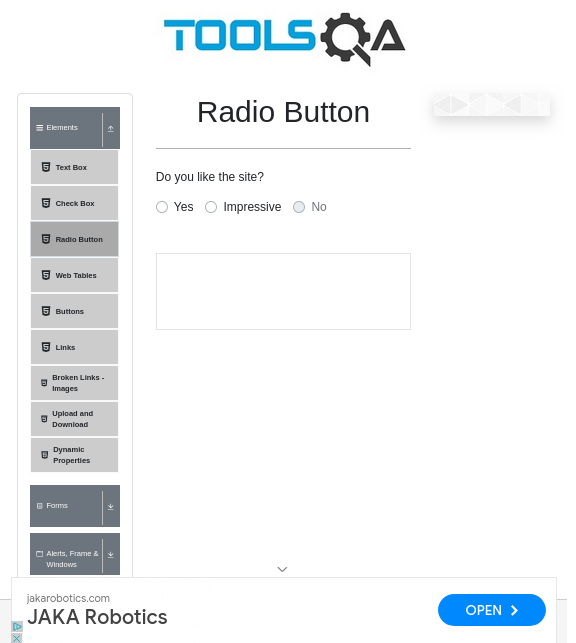 TOOLSQA
Radio Button
Elements
Text Box
Check Box
Radio Button
Web Tables
Buttons
Links
Broken Links -
Images
Upload and
Download
Dynamic
Properties
Forms
Alerts, Frame &
Windows
Do you like the site?
Yes
Impressive
No
jakarobotics.com
JAKA Robotics
OPEN